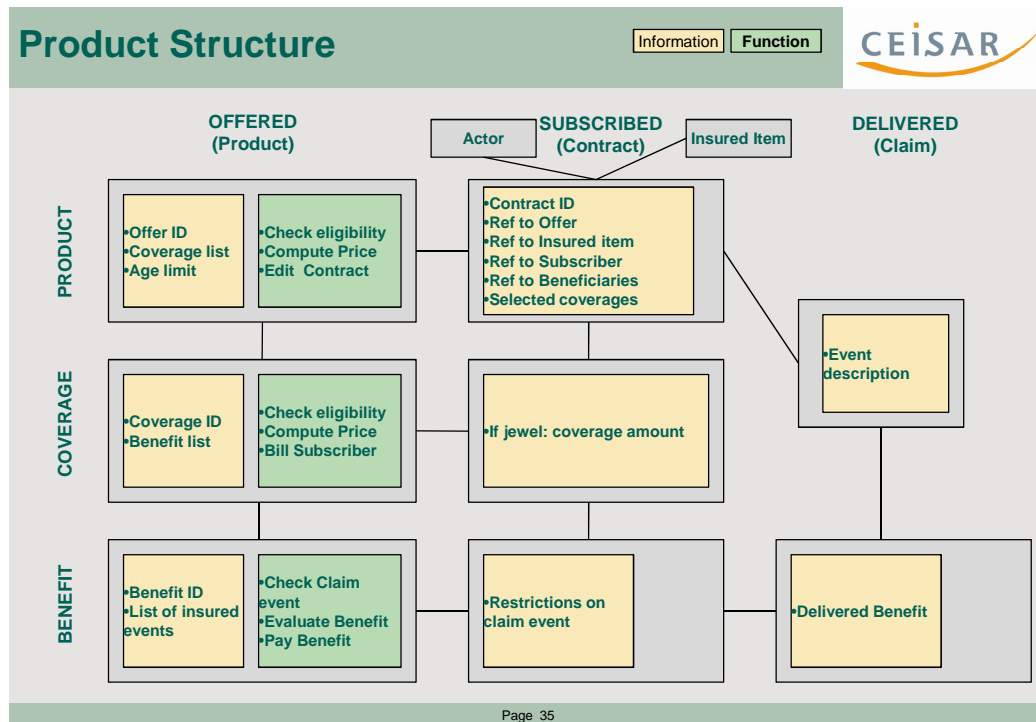 Product Structure
Information
Function
CEiSAR
OFFERED
(Product)
SUBSCRIBED
(Contract)
DELIVERED
(Claim)
Actor
Insured Item
PRODUCT
•Offer ID
•Coverage list
•Age limit
•Check eligibility
•Compute Price
•Edit Contract
•Contract ID
•Ref to Offer
•Ref to Insured item
•Ref to Subscriber
•Ref to Beneficiaries
•Selected coverages
•Event
description
COVERAGE
•Coverage ID
•Benefit list
•Check eligibility
•Compute Price
•Bill Subscriber
•If jewel: coverage amount
BENEFIT
•Benefit ID
•List of insured
events
•Check Claim
event
•Evaluate Benefit
•Pay Benefit
•Restrictions on
claim event
•Delivered Benefit
Page 35